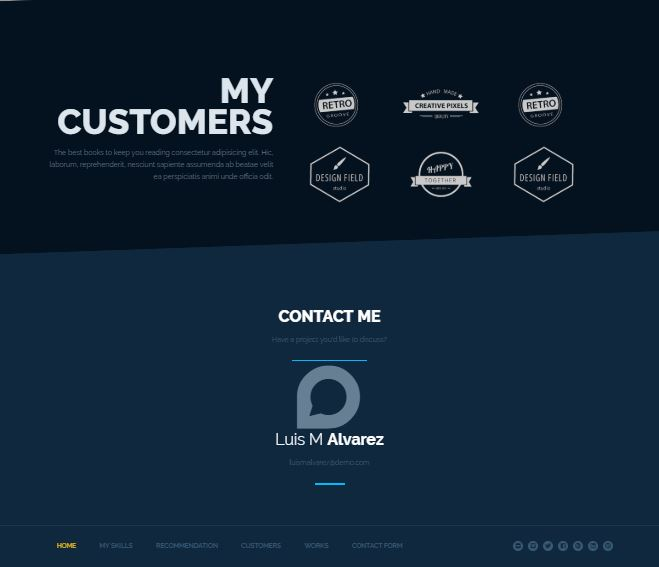 MY
CUSTOMERS
The best books to keep you reading consectetur adipisicing elit. Hic,
laborum, reprehenderit, nesciunt sapiente assumenda ab beatae velit
ea perspiciatis animi unde officia odit.
RETRO
GROOVE
HAND MADE
CREATIVE PIXELS
RETRO
GROOVE
DESIGN FIELD
studio
HAPPY
TOGETHER
DESIGN FIELD
studio
CONTACT ME
Have a project you'd like to discuss?
Luis M Alvarez
luismalvarez@demo.com
HOME MY SKILLS RECOMMENDATION CUSTOMERS WORKS CONTACT FORM